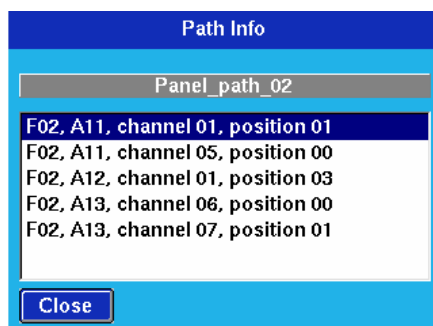 Path Info
Panel_path_02
F02, A11, channel 01, position 01
F02, A11, channel 05, position 00
F02, A12, channel 01, position 03
F02, A13, channel 06, position 00
F02, A13, channel 07, position 01
Close